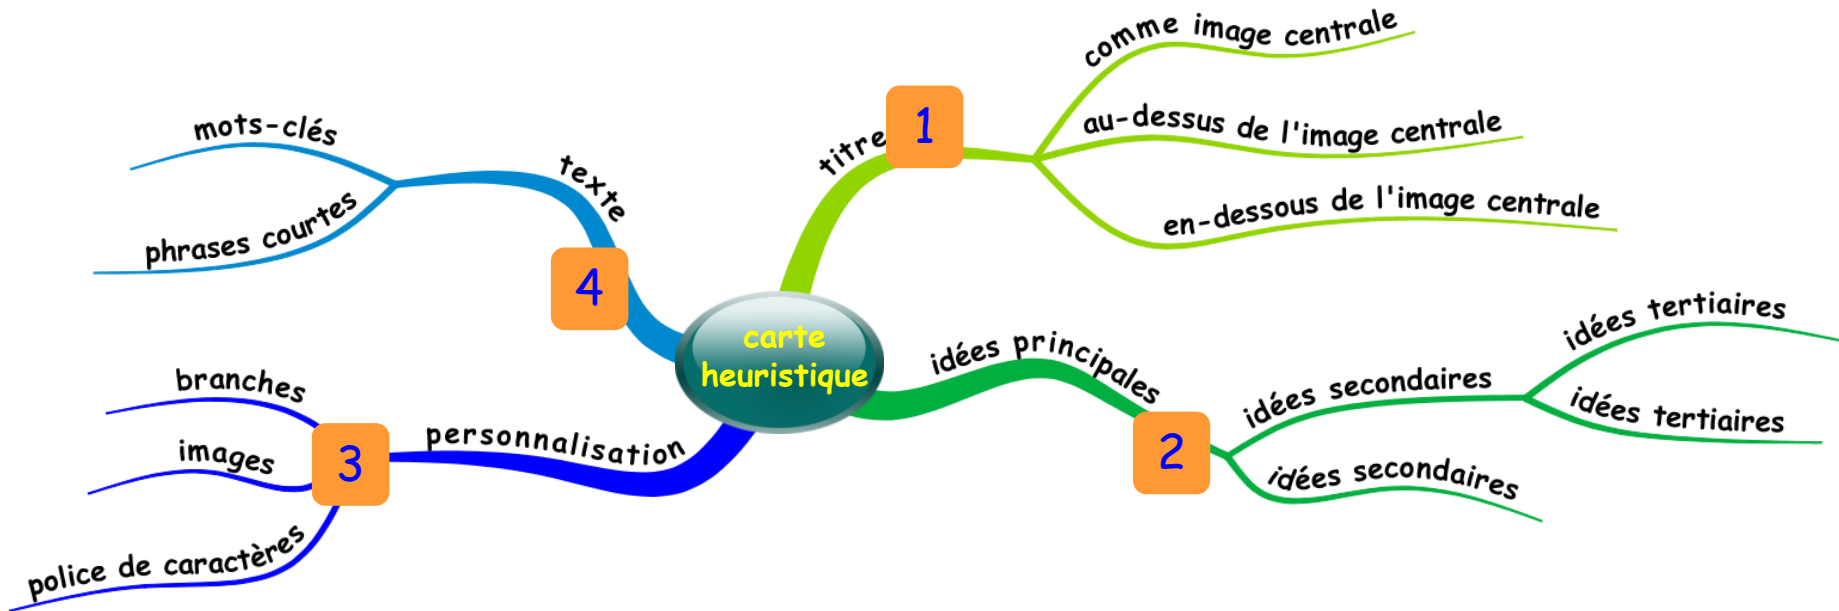 carte
heuristique
titre
1
comme image centrale
au-dessus de l'image centrale
en-dessous de l'image centrale
idées principales
2
idées secondaires
idées tertiaires
idées tertiaires
idées secondaires
personnalisation
3
branches
images
police de caractères
texte
4
mots-clés
phrases courtes